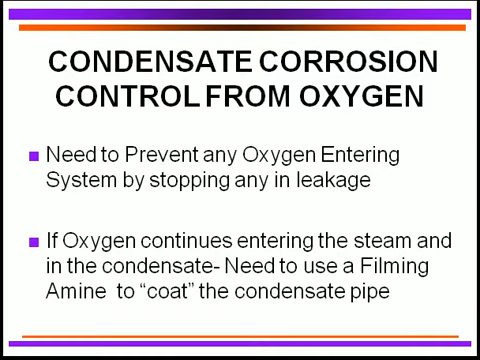 CONDENSATE CORROSION
CONTROL FROM OXYGEN
Need to Prevent any Oxygen Entering
System by stopping any in leakage
If Oxygen continues entering the steam and
in the condensate- Need to use a Filming
Amine to “coat” the condensate pipe